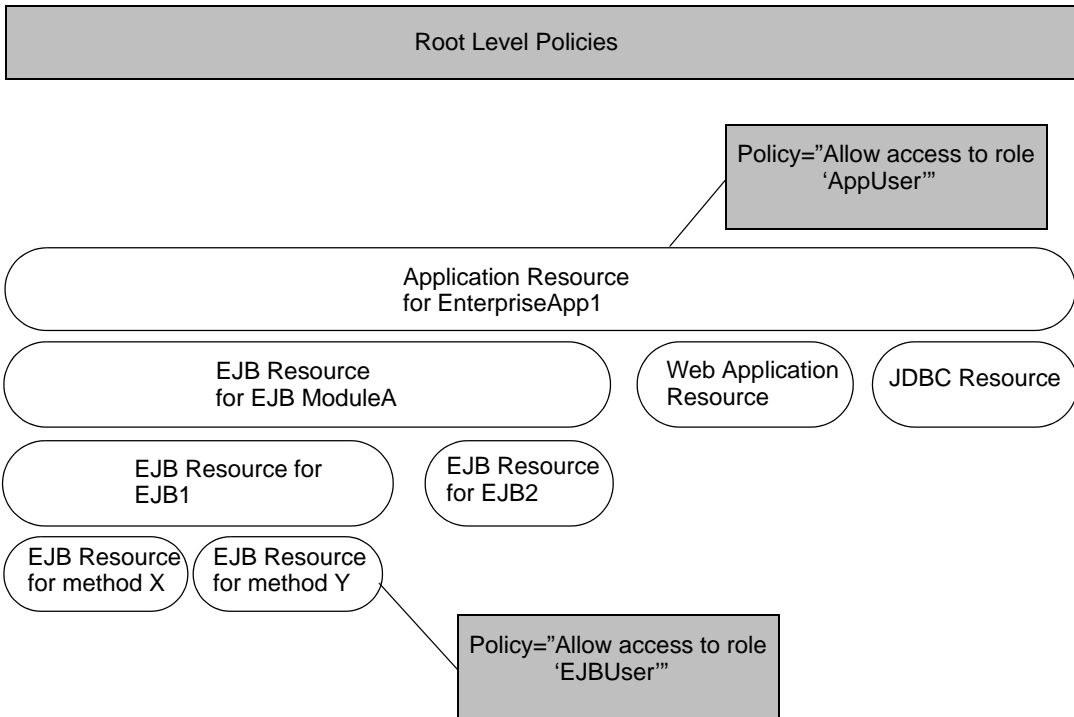 Root Level Policies
Policy=”Allow access to role
‘AppUser’”
Application Resource
for EnterpriseApp1
EJB Resource
for EJB ModuleA
Web Application
Resource
JDBC Resource
EJB Resource for
EJB1
EJB Resource
for EJB2
EJB Resource
for method X
EJB Resource
for method Y
Policy=”Allow access to role
‘EJBUser’”